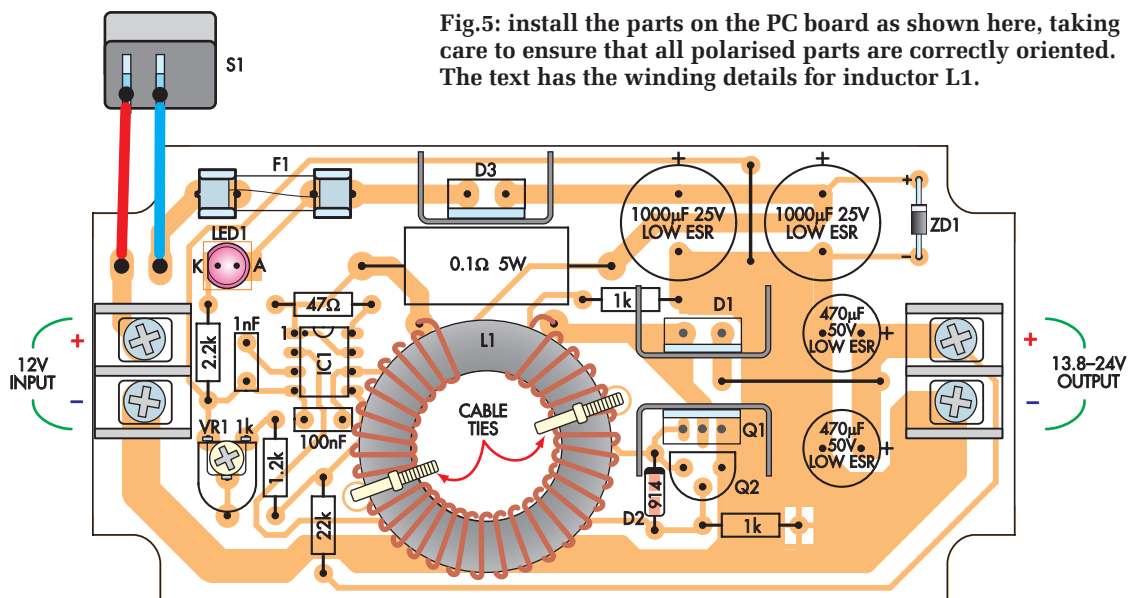 Fig.5: install the parts on the PC board as shown here, taking
care to ensure that all polarised parts are correctly oriented.
The text has the winding details for inductor L1.
S1
F1
D3
+
+
1000µF 25V
LOW ESR
1000µF 25V
LOW ESR
+
ZD1
–
LED1
K
A
0.1Ω 5W
47Ω
1k
D1
1nF
1
2.2k
IC1
L1
470µF
50V
LOW ESR
+
+
12V
INPUT
–
+
13.8–24V
OUTPUT
–
CABLE
TIES
VR1 1k
100nF
1.2k
22k
Q1
470µF
50V
LOW ESR
+
914
Q2
D2
1k